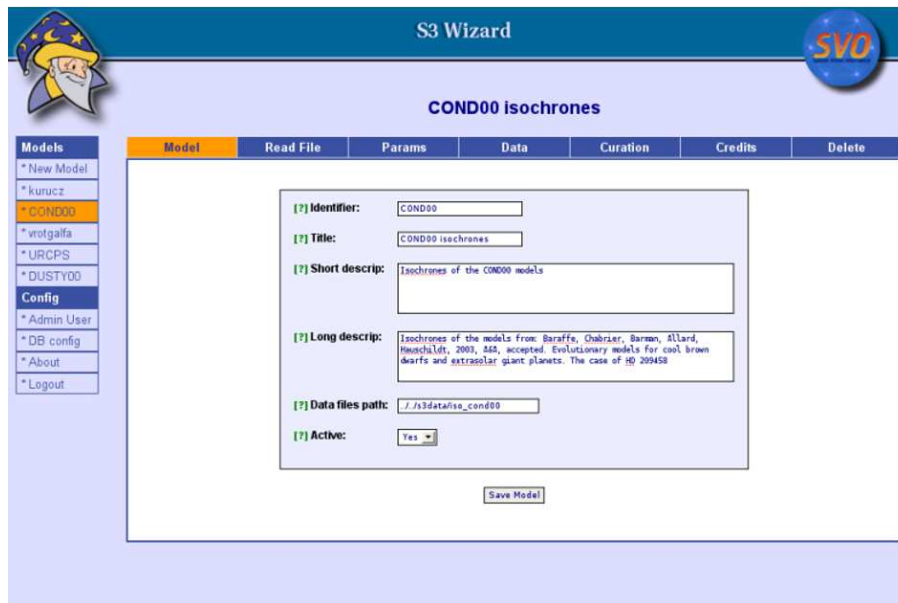 S3 Wizard
SVO
COND00 isochrones
Models
* New Model
* kurucz
* COND00
* vrotgalfa
* URCPS
* DUSTY00
Config
* Admin User
* DB config
* About
* Logout
Model Read File Params Data Curation Credits Delete
[?] Identifier: COND00
[?] Title: COND00 isochrones
[?] Short descrip: Isochrones of the COND00 models
[?] Long descrip: Isochrones of the models from: Baraffe, Chabrier, Barman, Allard,
Hauschildt, 2003, A&A, accepted. Evolutionary models for cool brown
dwarfs and extrasolar giant planets. The case of HD 209458
[?] Data files path: ../../s3data/iso_cond00
[?] Active: Yes
Save Model